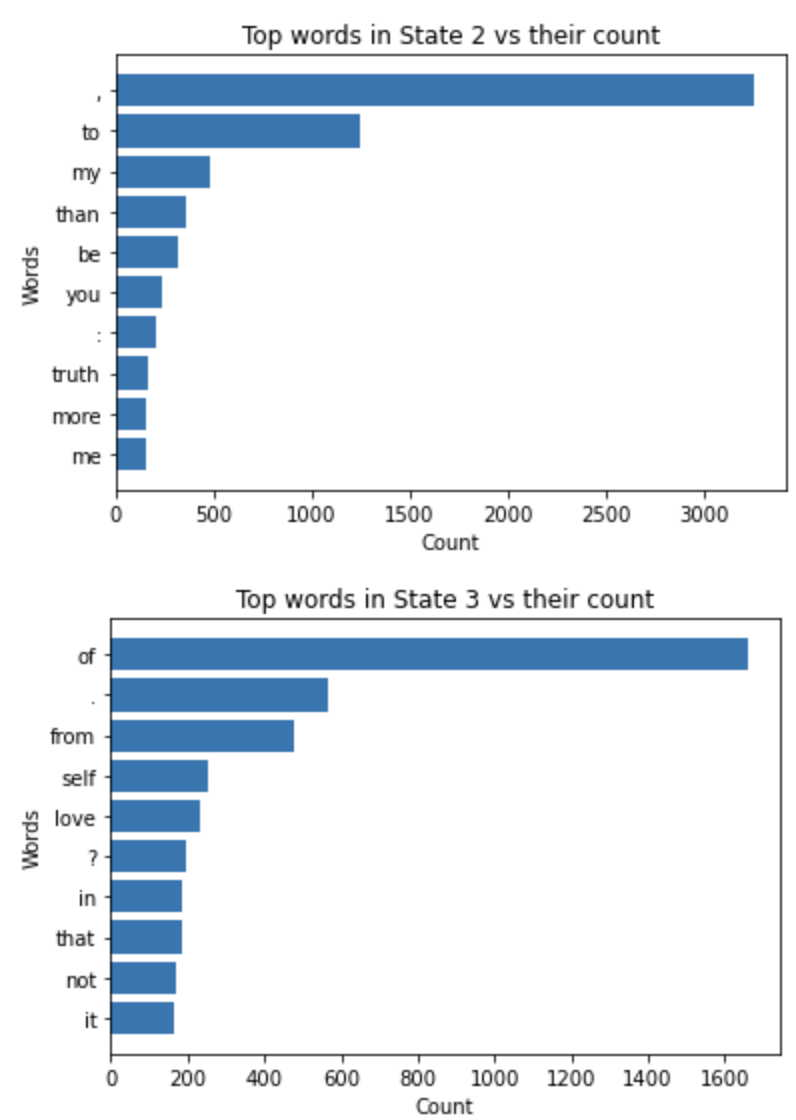 Top words in State 2 vs their count
Words
,
to
my
than
be
you
:
truth
more
me
0 500 1000 1500 2000 2500 3000
Count
Top words in State 3 vs their count
Words
of
.
from
self
love
?
in
that
not
it
0 200 400 600 800 1000 1200 1400 1600
Count